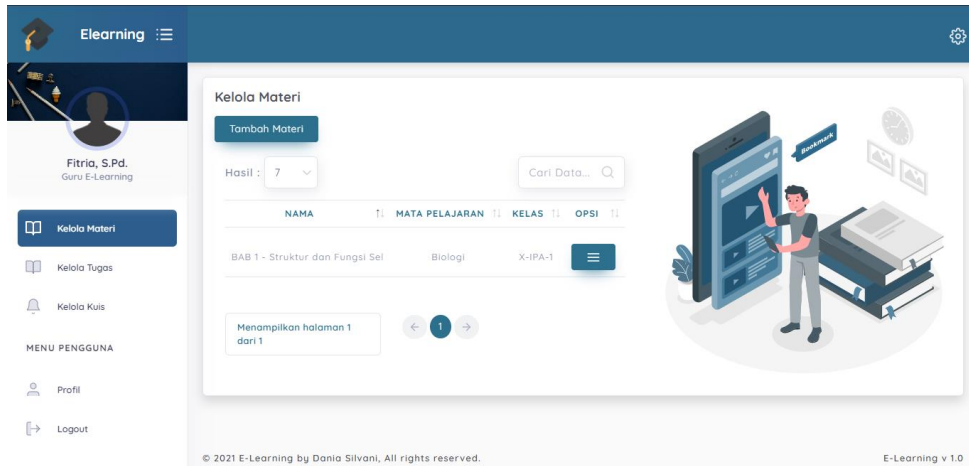 Elearning
Fitria, S.Pd.
Guru E-Learning
Kelola Materi
Kelola Tugas
Kelola Kuis
MENU PENGGUNA
Profil
Logout
Kelola Materi
Tambah Materi
Hasil : 7
Cari Data...
NAMA MATA PELAJARAN KELAS OPSI
BAB 1 - Struktur dan Fungsi Sel Biologi X-IPA-1
Menampilkan halaman 1
dari 1
← 1 →
Bookmark
© 2021 E-Learning by Dania Silvani, All rights reserved.
E-Learning v 1.0